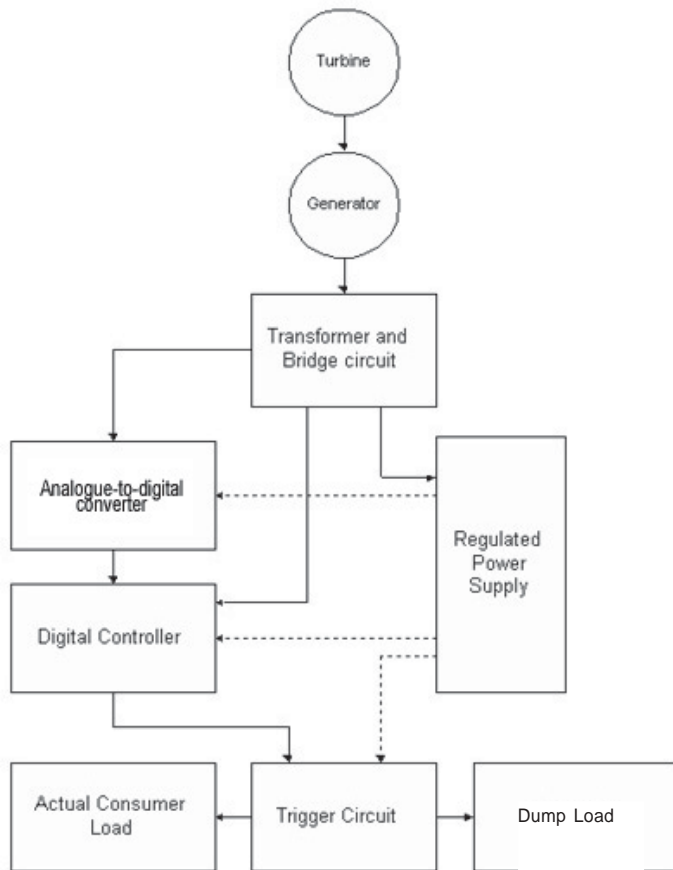 Turbine
Generator
Transformer and
Bridge circuit
Analogue-to-digital
converter
Regulated
Power
Supply
Digital Controller
Actual Consumer
Load
Trigger Circuit
Dump Load